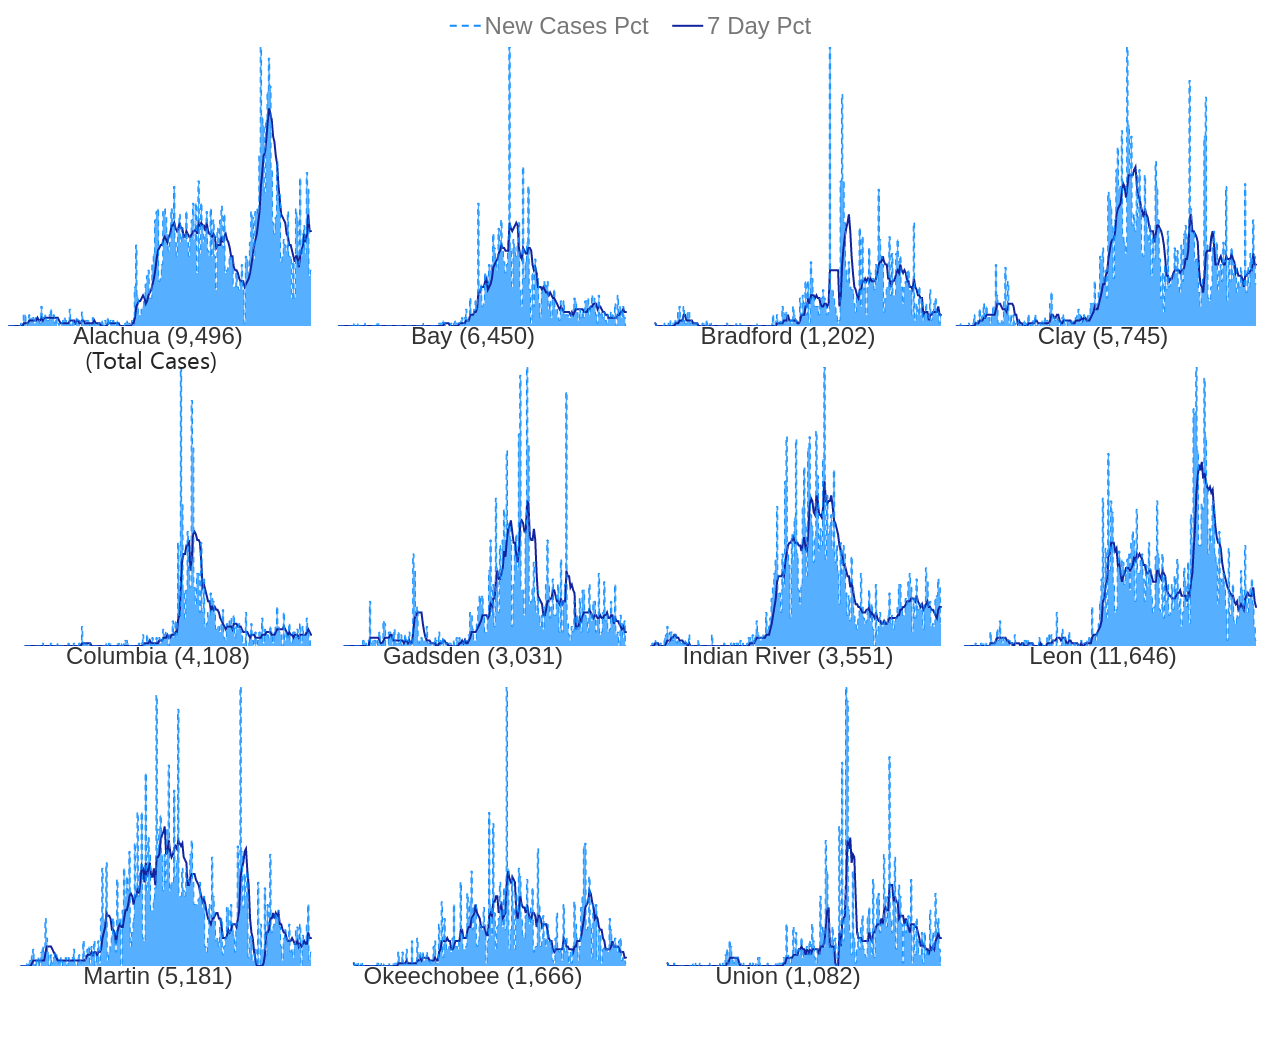 New Cases Pct 7 Day Pct
Alachua (9,496) Bay (6,450) Bradford (1,202) Clay (5,745)
(Total Cases)
Columbia (4,108) Gadsden (3,031) Indian River (3,551) Leon (11,646)
Martin (5,181) Okeechobee (1,666) Union (1,082)